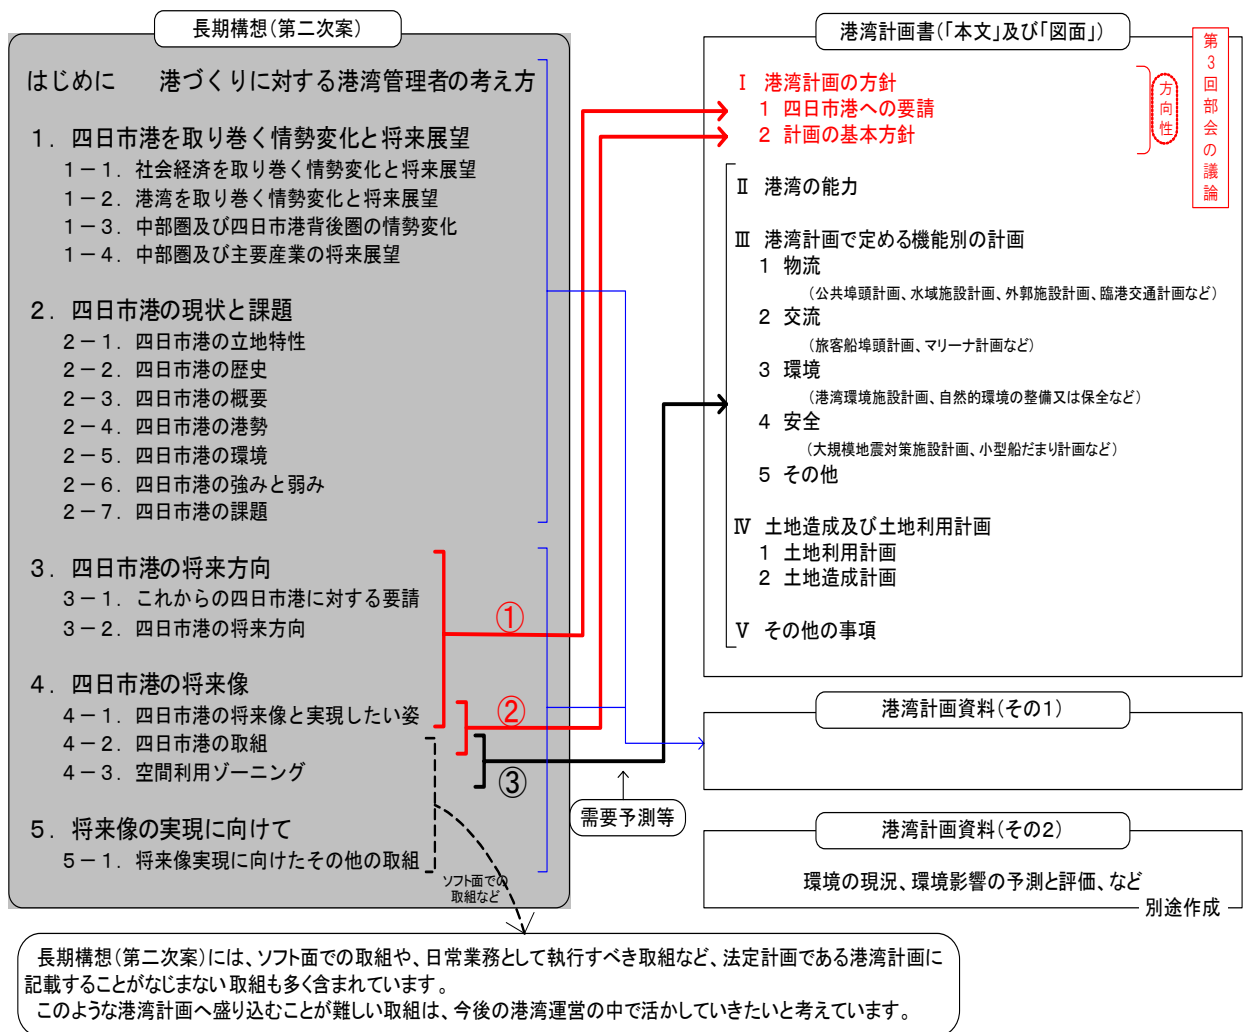 長期構想(第二次案)
はじめに　港づくりに対する港湾管理者の考え方
1．四日市港を取り巻く情勢変化と将来展望
1－1．社会経済を取り巻く情勢変化と将来展望
1－2．港湾を取り巻く情勢変化と将来展望
1－3．中部圏及び四日市港背後圏の情勢変化
1－4．中部圏及び主要産業の将来展望
2．四日市港の現状と課題
2－1．四日市港の立地特性
2－2．四日市港の歴史
2－3．四日市港の概要
2－4．四日市港の港勢
2－5．四日市港の環境
2－6．四日市港の強みと弱み
2－7．四日市港の課題
3．四日市港の将来方向
3－1．これからの四日市港に対する要請
3－2．四日市港の将来方向
4．四日市港の将来像
4－1．四日市港の将来像と実現したい姿
4－2．四日市港の取組
4－3．空間利用ゾーニング
5．将来像の実現に向けて
5－1．将来像実現に向けたその他の取組
①
②
③
ソフト面での
取組など
需要予測等
港湾計画書(「本文」及び「図面」)
第3回部会の議論
方向性
Ⅰ　港湾計画の方針
1　四日市港への要請
2　計画の基本方針
Ⅱ　港湾の能力
Ⅲ　港湾計画で定める機能別の計画
1　物流
(公共埠頭計画、水域施設計画、外郭施設計画、臨港交通計画など)
2　交流
(旅客船埠頭計画、マリーナ計画など)
3　環境
(港湾環境施設計画、自然的環境の整備又は保全など)
4　安全
(大規模地震対策施設計画、小型船だまり計画など)
5　その他
Ⅳ　土地造成及び土地利用計画
1　土地利用計画
2　土地造成計画
Ⅴ　その他の事項
港湾計画資料(その1)
港湾計画資料(その2)
環境の現況、環境影響の予測と評価、など
別途作成
長期構想(第二次案)には、ソフト面での取組や、日常業務として執行すべき取組など、法定計画である港湾計画に
記載することがなじまない取組も多く含まれています。
このような港湾計画へ盛り込むことが難しい取組は、今後の港湾運営の中で活かしていきたいと考えています。